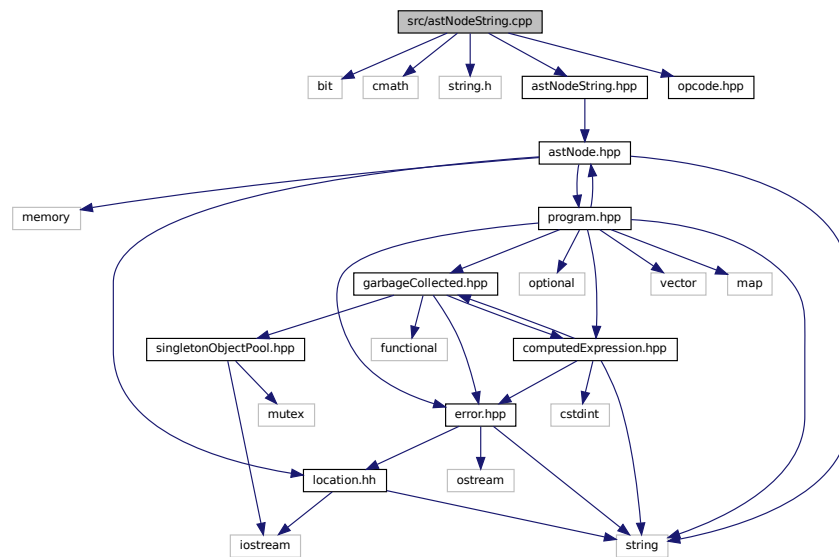 src/astNodeString.cpp
bit
cmath
string.h
astNodeString.hpp
opcode.hpp
astNode.hpp
memory
program.hpp
garbageCollected.hpp
optional
vector
map
singletonObjectPool.hpp
functional
computedExpression.hpp
mutex
error.hpp
cstdint
location.hh
ostream
iostream
string